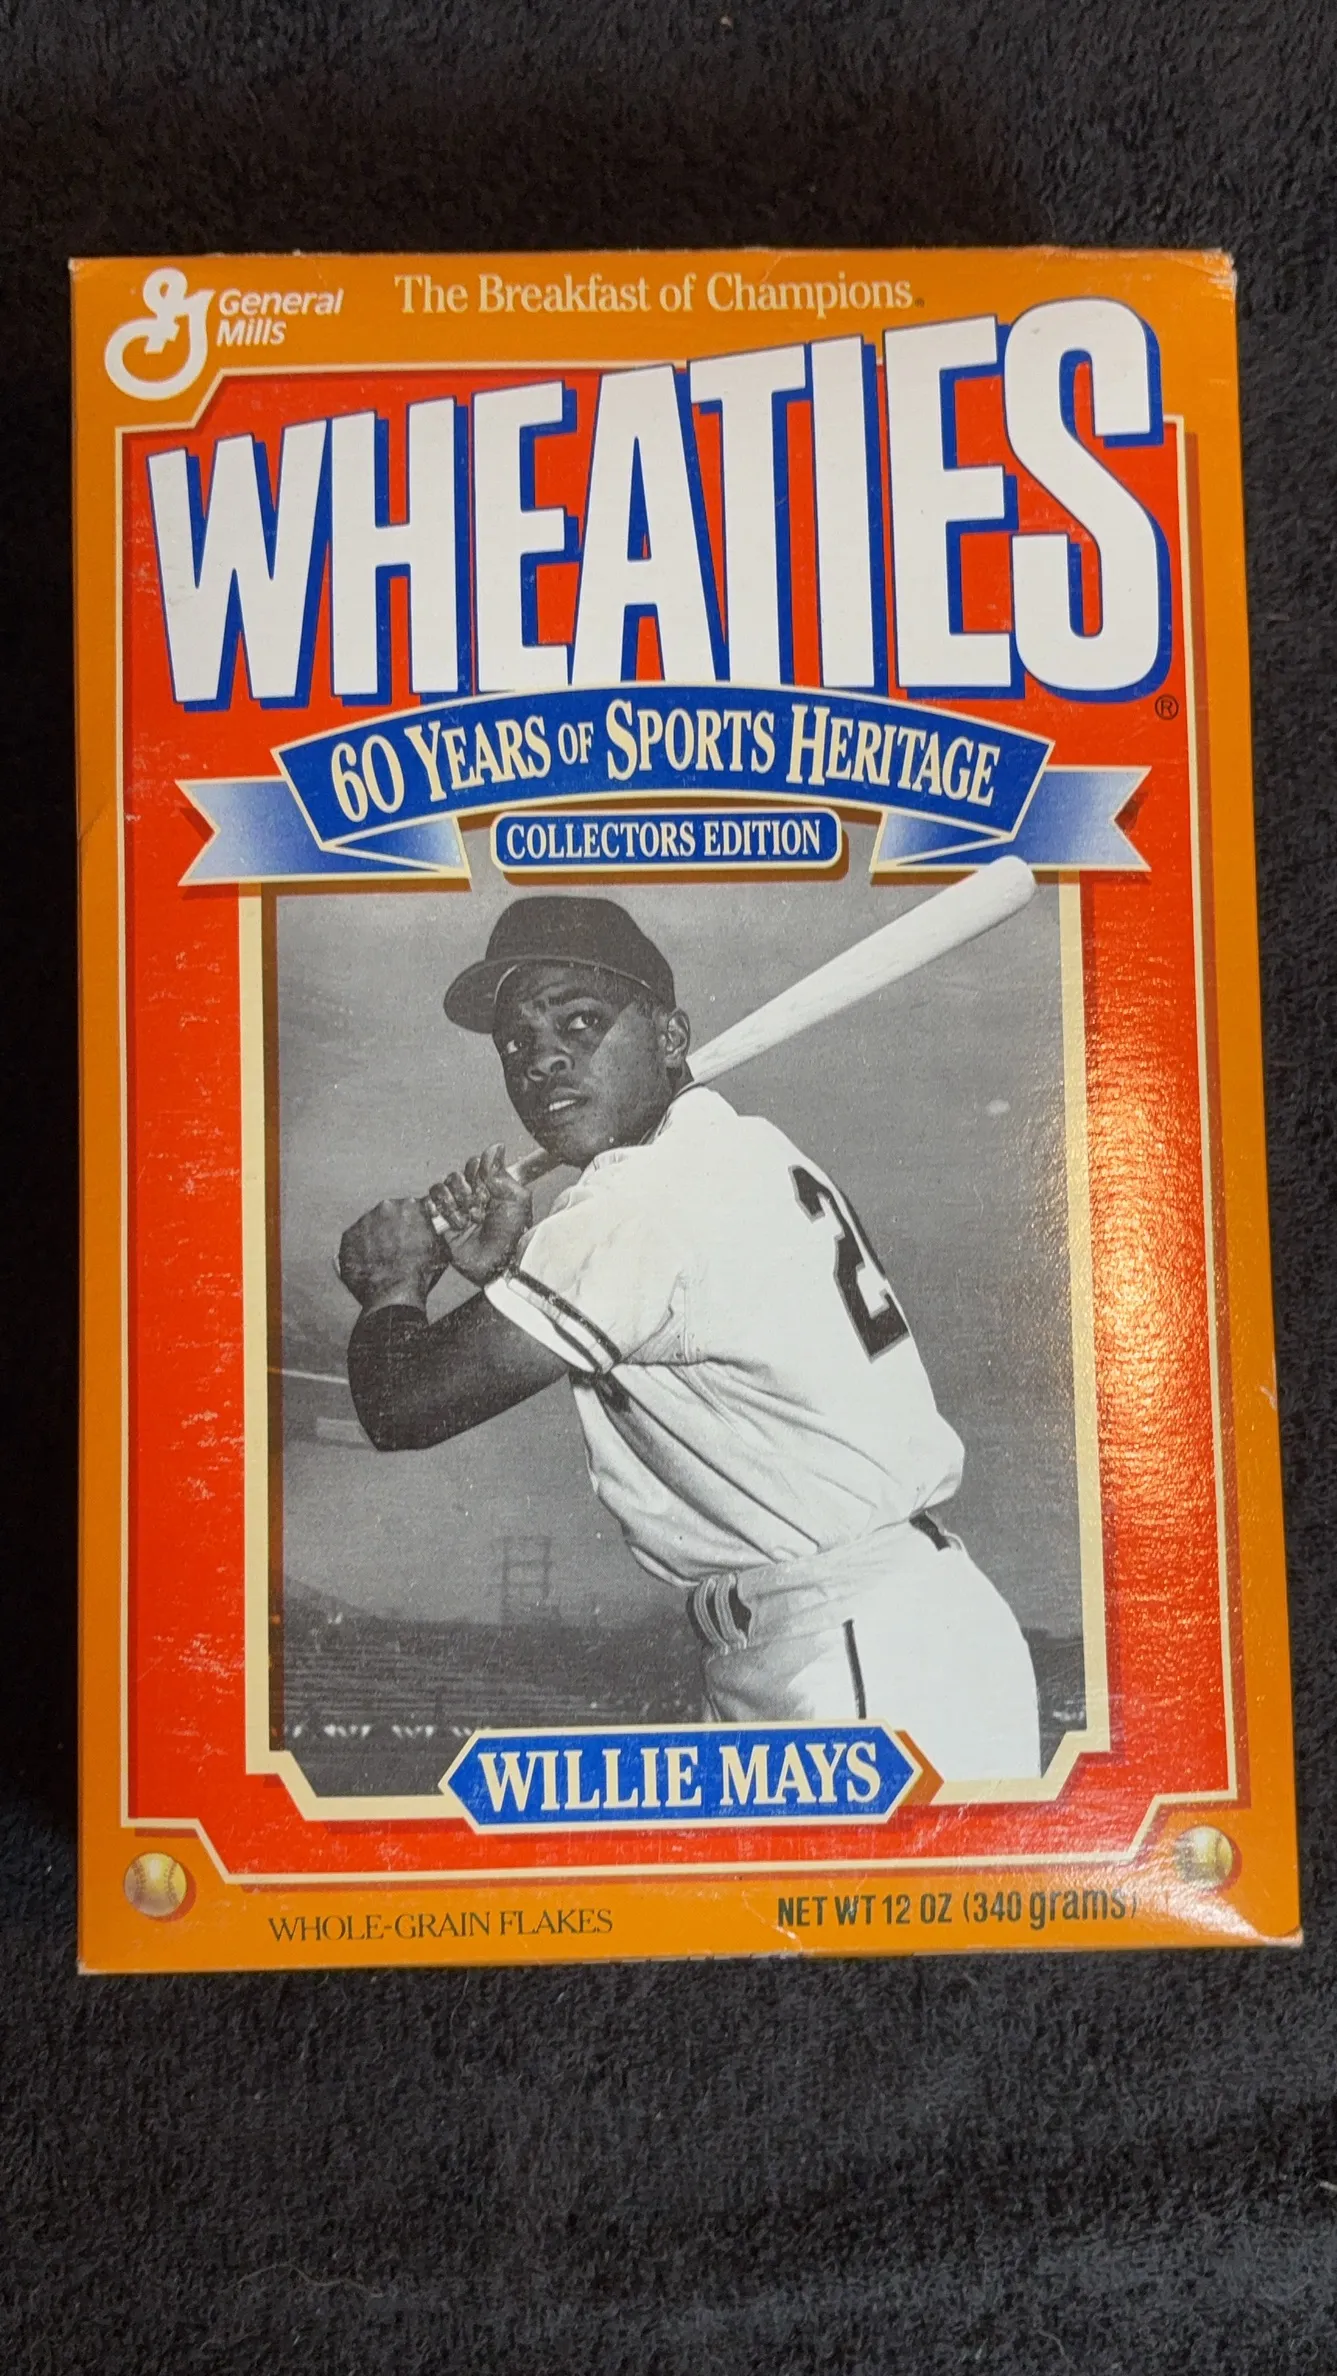 General
Mills
The Breakfast of Champions®
WHEATIES®
60 YEARS OF SPORTS HERITAGE
COLLECTORS EDITION
2
WILLIE MAYS
WHOLE-GRAIN FLAKES
NET WT 12 OZ (340 grams)